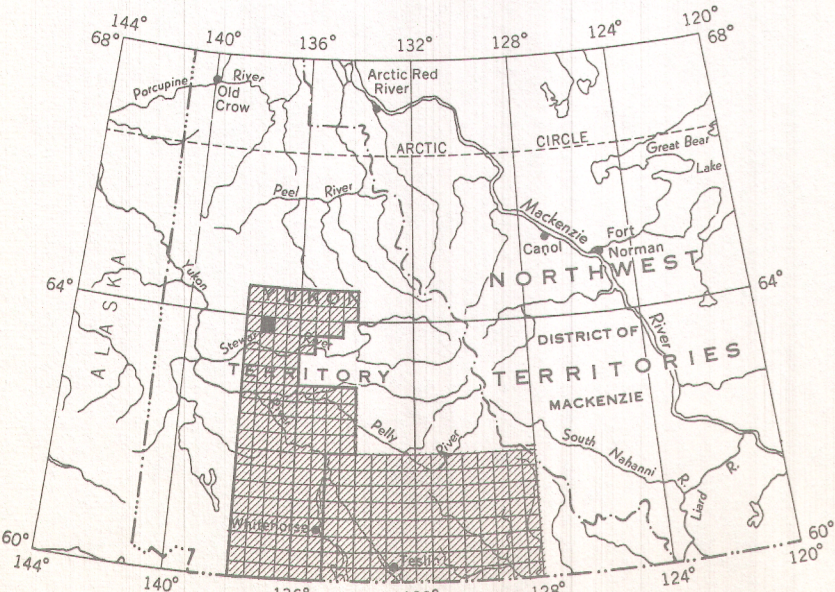 144°
68°
140°
136°
132°
128°
124°
120°
68°
Porcupine River
Old
Crow
Arctic Red
River
ARCTIC CIRCLE
Great Bear
Lake
Peel River
Mackenzie
Canol
Fort
Norman
Yukon
64°
NORTHWEST
64°
YUKON
ALASKA
Stewart River
River
DISTRICT OF
TERRITORY
TERRITORIES
MACKENZIE
Pelly
River
South
Nahanni
R.
Liard
R.
Whitehorse
Teslin
60°
144°
140°
136°
128°
124°
60°
120°